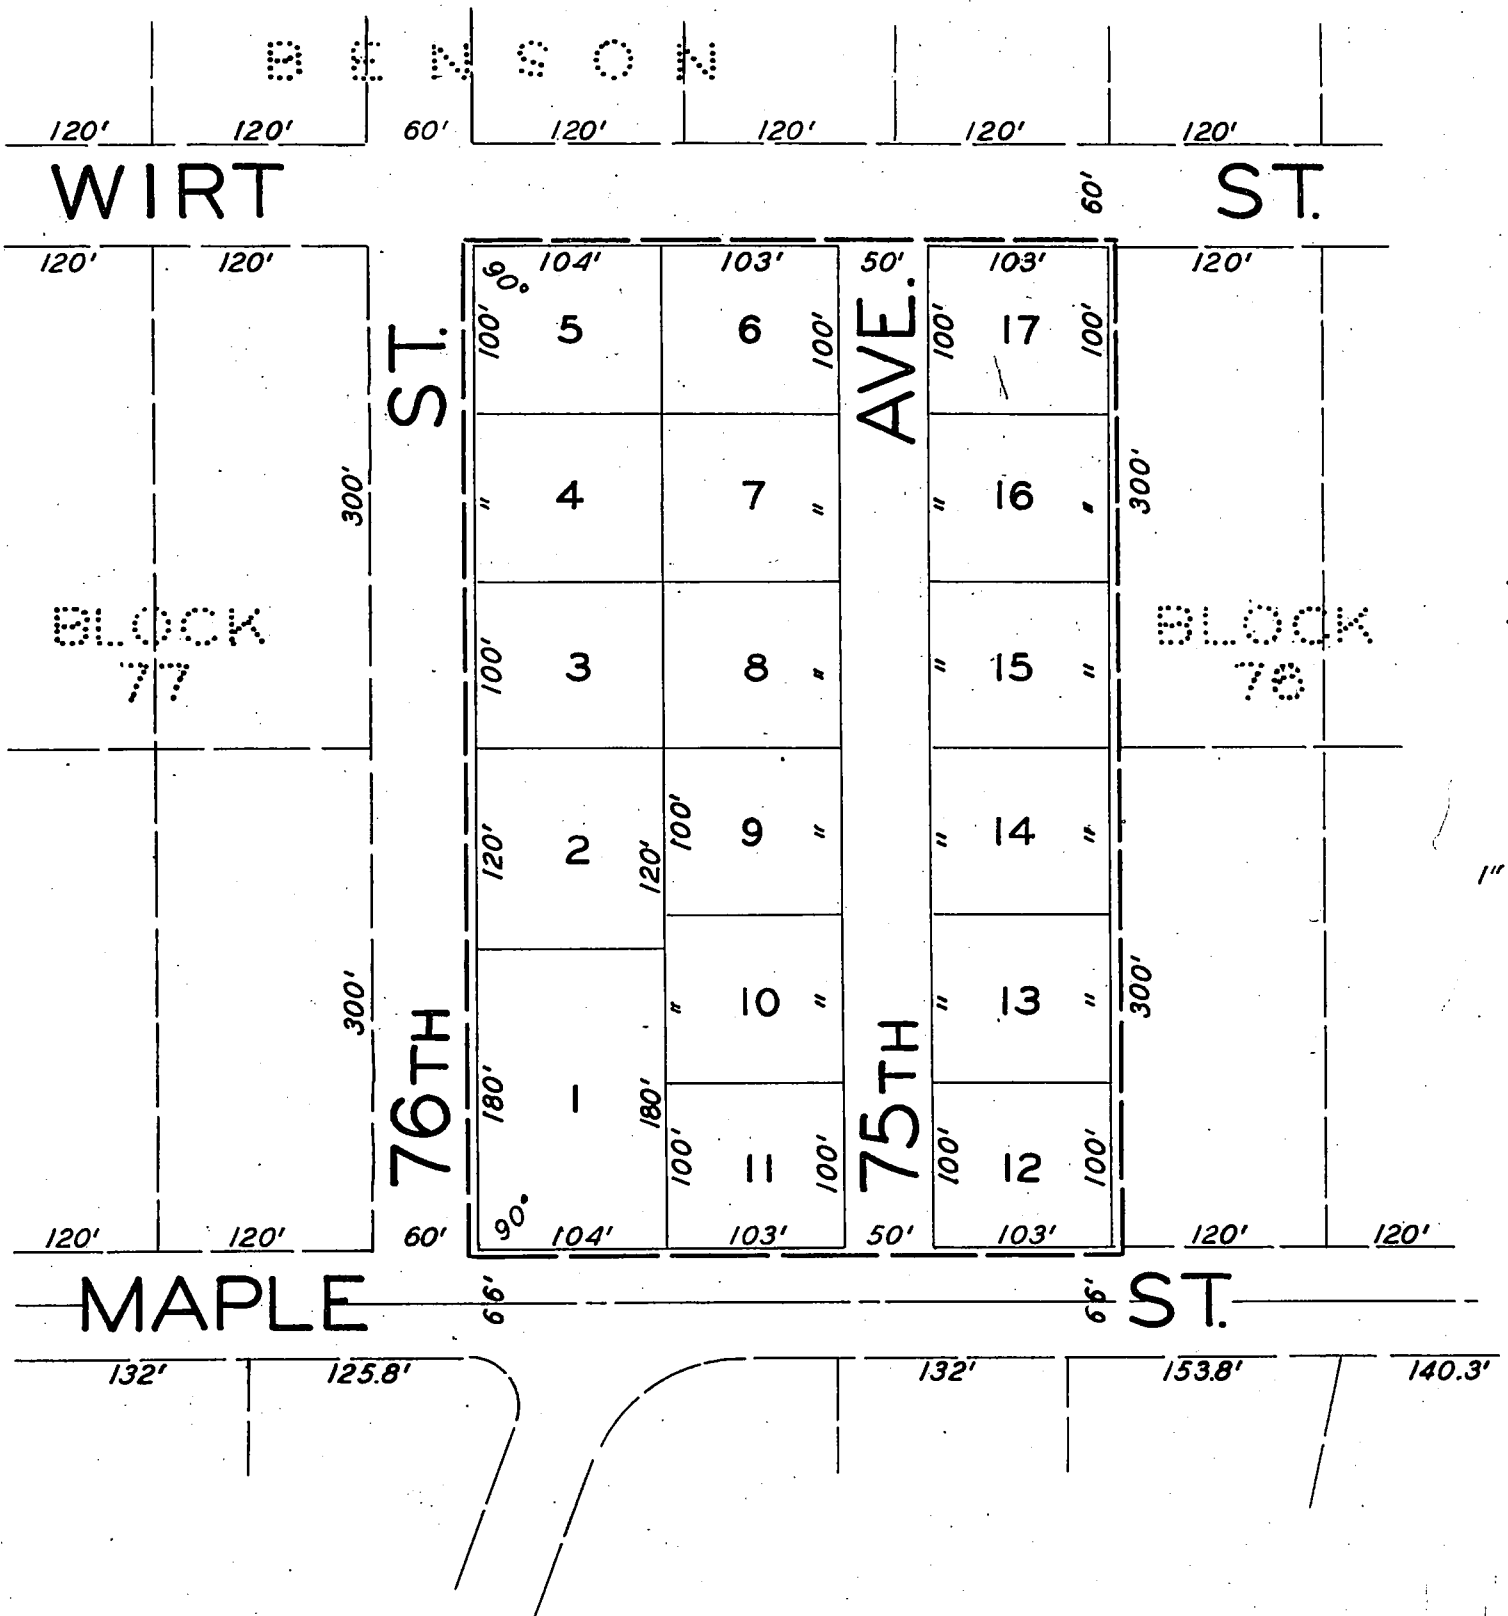 BENSON
120' 120' 60' 120' 120' 120' 120'
WIRT ST.
60'
120' 120' 104' 103' 50' 103' 120'
90°
100' 5 6 100' 100' 17 100'
ST. AVE.
300' " 4 7 " " 16 " 300'
BLOCK 77
100' 3 8 " " 15 "
BLOCK 78
120' 2 120' 100' 9 " " 14 "
1"
300' " 10 " " 13 " 300'
76TH 75TH
180' 1 180'
100' 11 100' 100' 12 100'
90°
120' 120' 60' 104' 103' 50' 103' 120' 120'
MAPLE ST.
66' 66'
132' 125.8' 132' 153.8' 140.3'